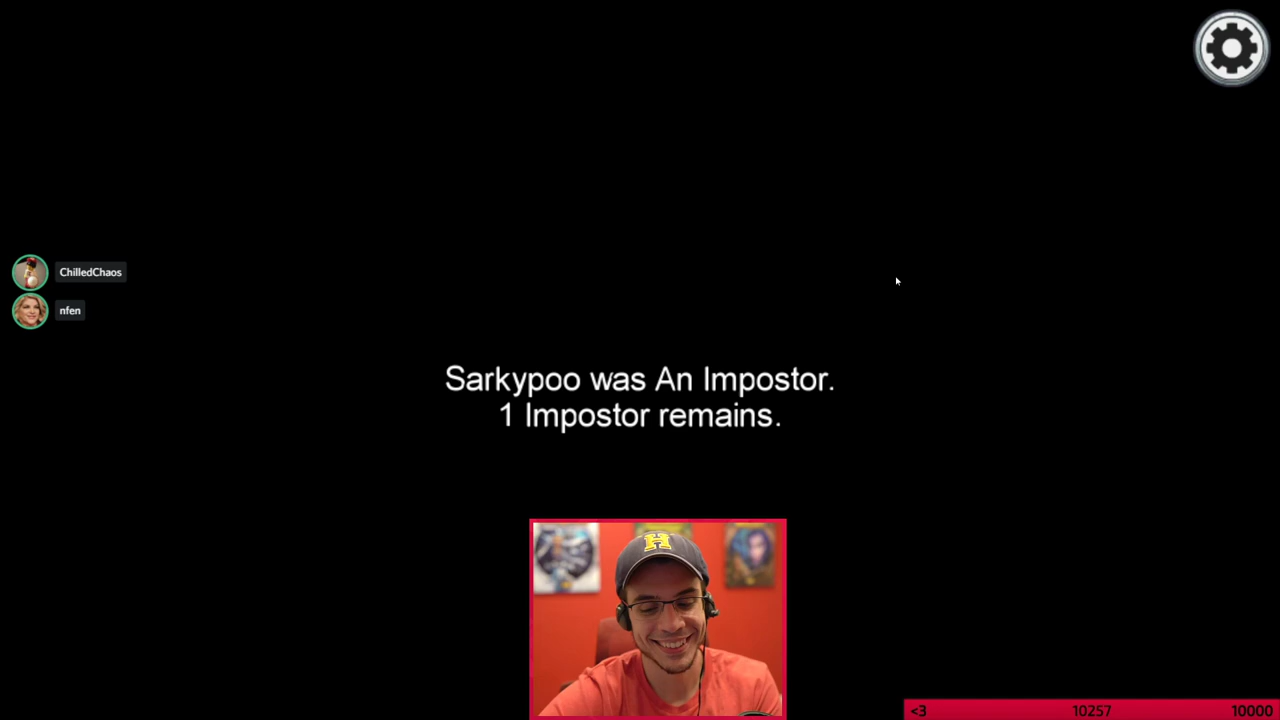 ChilledChaos
nfen
Sarkypoo was An Impostor.
1 Impostor remains.
H
<3 10257 10000